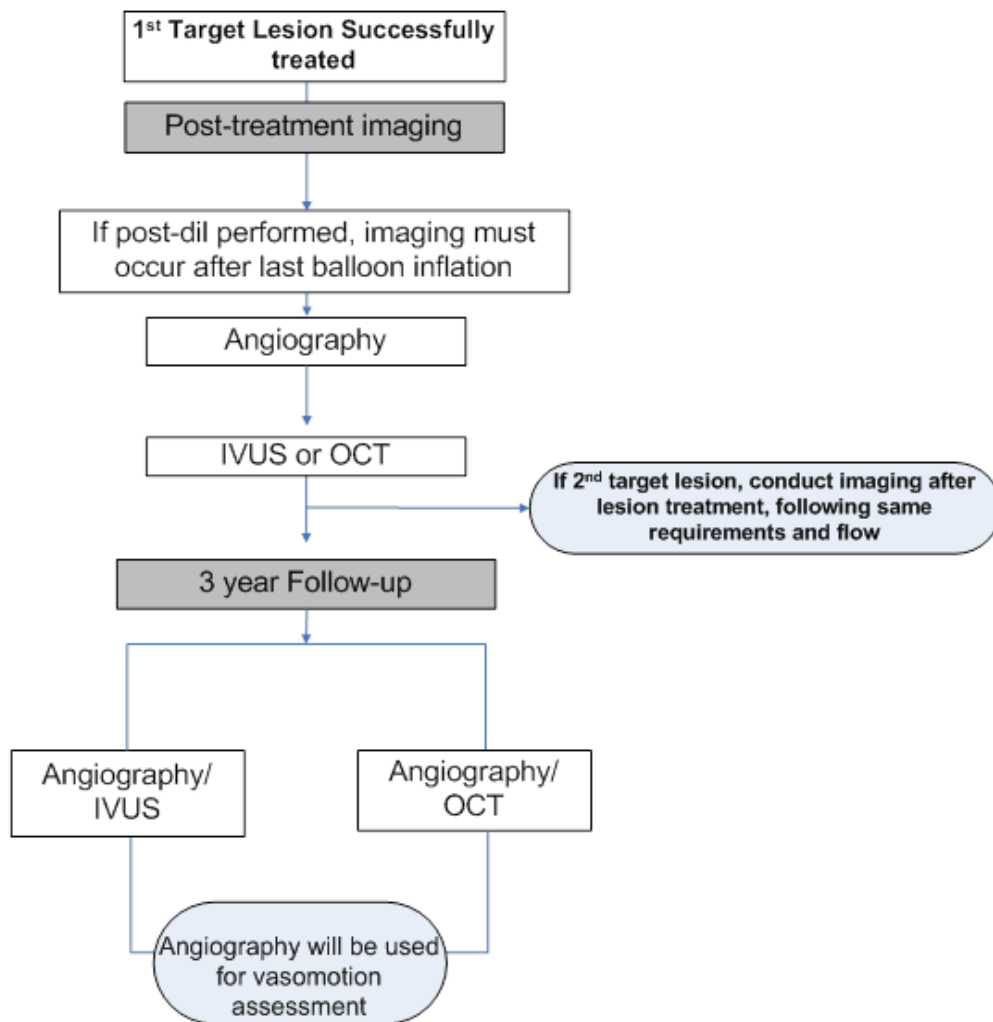 1st Target Lesion Successfully
treated
Post-treatment imaging
If post-dil performed, imaging must
occur after last balloon inflation
Angiography
IVUS or OCT
If 2nd target lesion, conduct imaging after
lesion treatment, following same
requirements and flow
3 year Follow-up
Angiography/
IVUS
Angiography/
OCT
Angiography will be used
for vasomotion
assessment